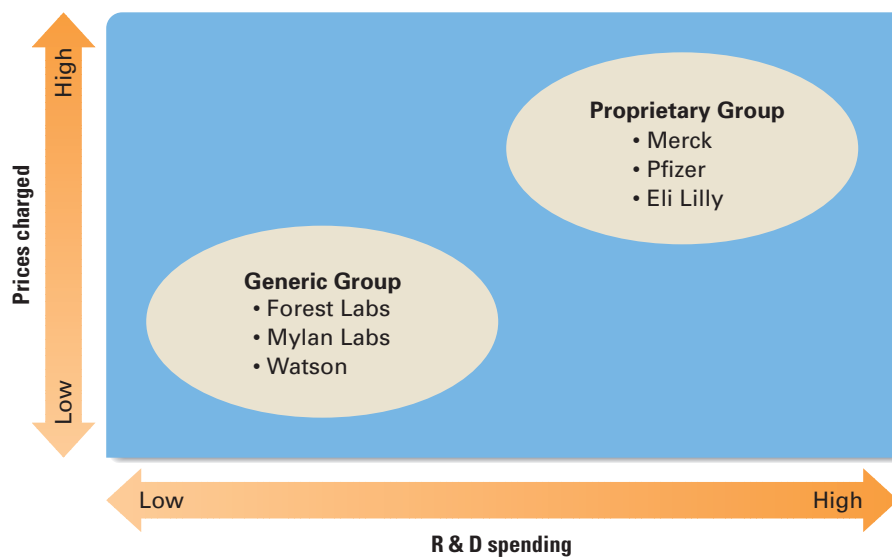 High
Prices charged
Low
Proprietary Group
• Merck
• Pfizer
• Eli Lilly
Generic Group
• Forest Labs
• Mylan Labs
• Watson
Low
High
R & D spending